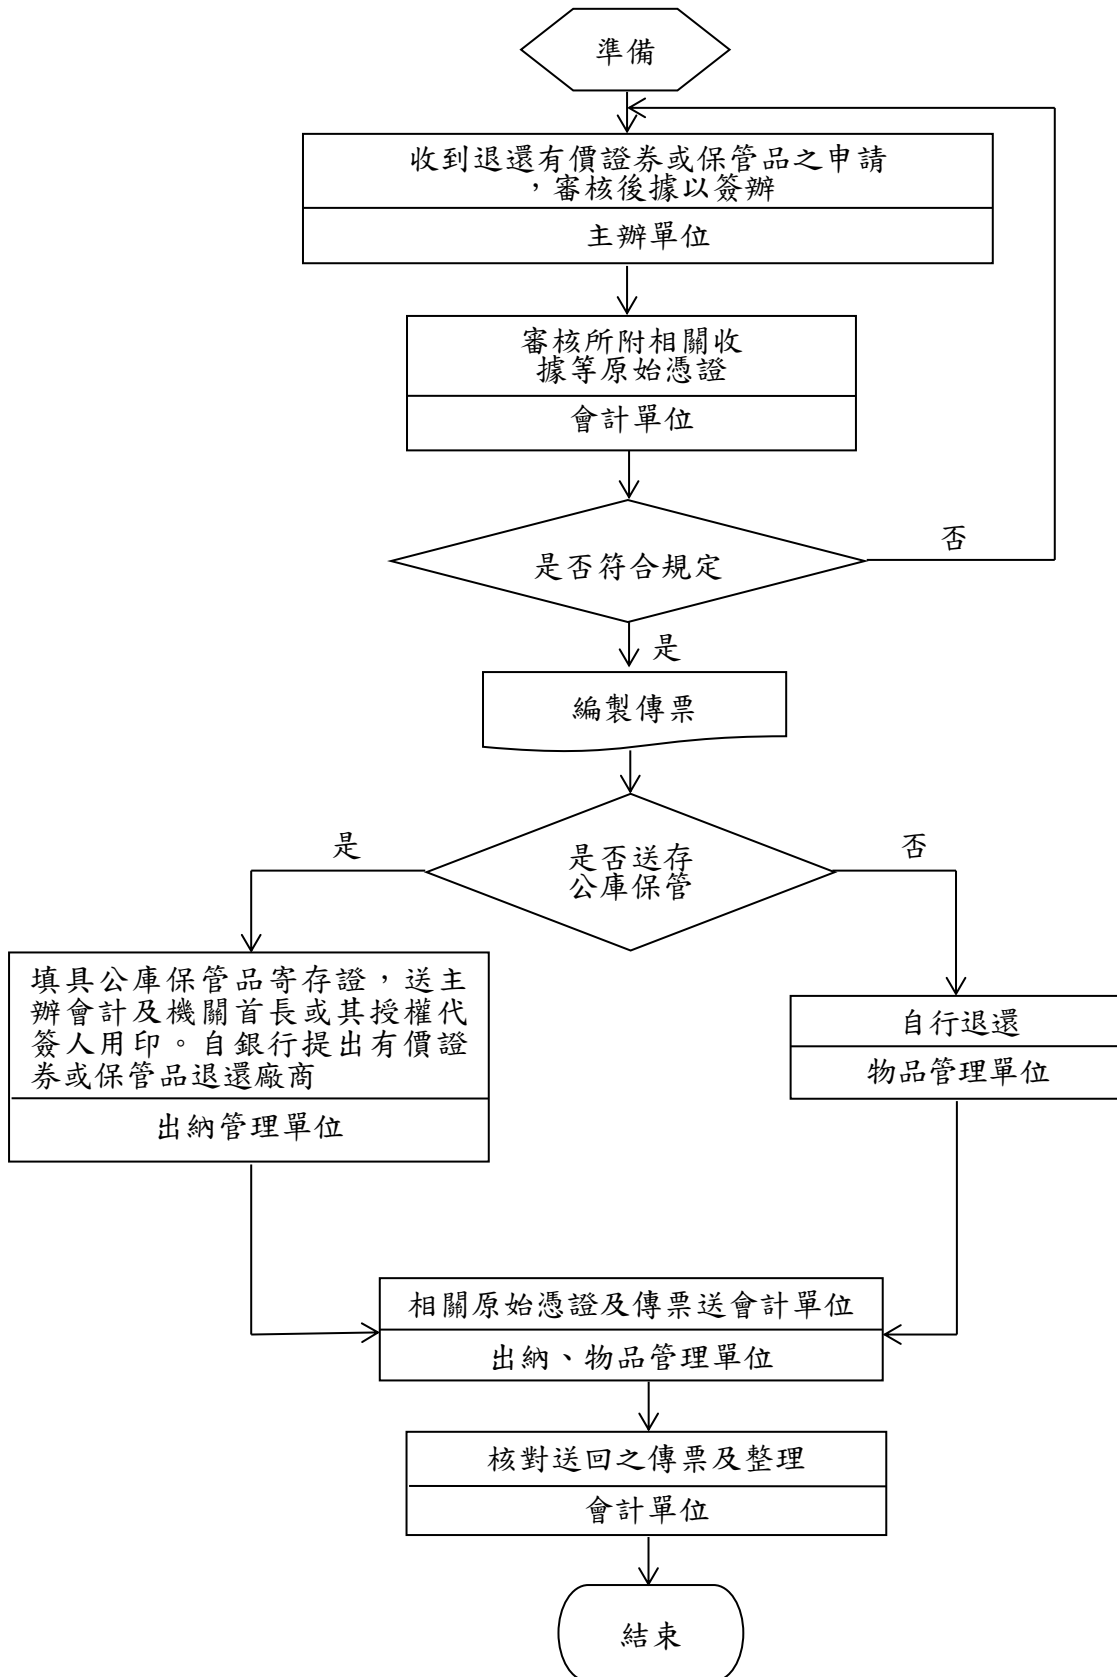 準備
收到退還有價證券或保管品之申請
，審核後據以簽辦
主辦單位
審核所附相關收
據等原始憑證
會計單位
是否符合規定
否
是
編製傳票
是否送存
公庫保管
是
否
填具公庫保管品寄存證，送主
辦會計及機關首長或其授權代
簽人用印。自銀行提出有價證
券或保管品退還廠商
出納管理單位
自行退還
物品管理單位
相關原始憑證及傳票送會計單位
出納、物品管理單位
核對送回之傳票及整理
會計單位
結束